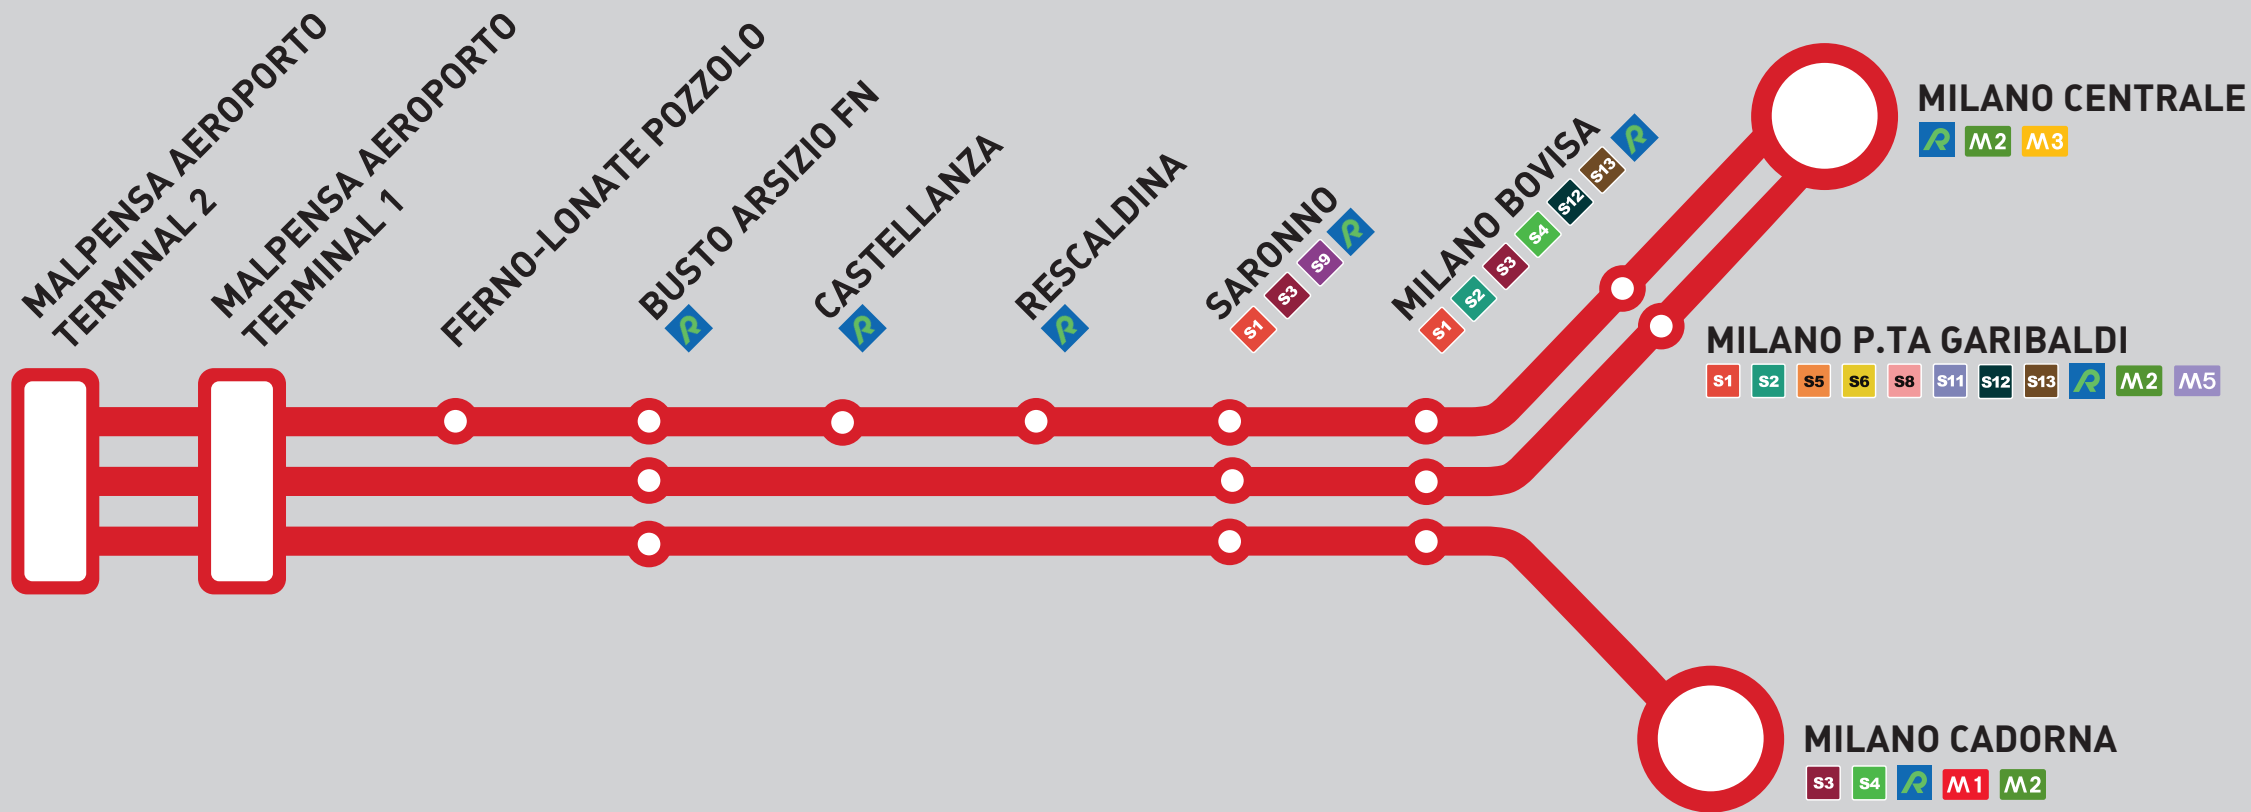 MALPENSA AEROPORTO
TERMINAL 2
MALPENSA AEROPORTO
TERMINAL 1
FERNO-LONATE POZZOLO
BUSTO ARSIZIO FN
R
CASTELLANZA
R
RESCALDINA
R
SARONNO
S1 S3 S9 R
MILANO BOVISA
S1 S2 S3 S4 S12 S13 R
MILANO CENTRALE
R M2 M3
MILANO P.TA GARIBALDI
S1 S2 S5 S6 S8 S11 S12 S13 R M2 M5
MILANO CADORNA
S3 S4 R M1 M2